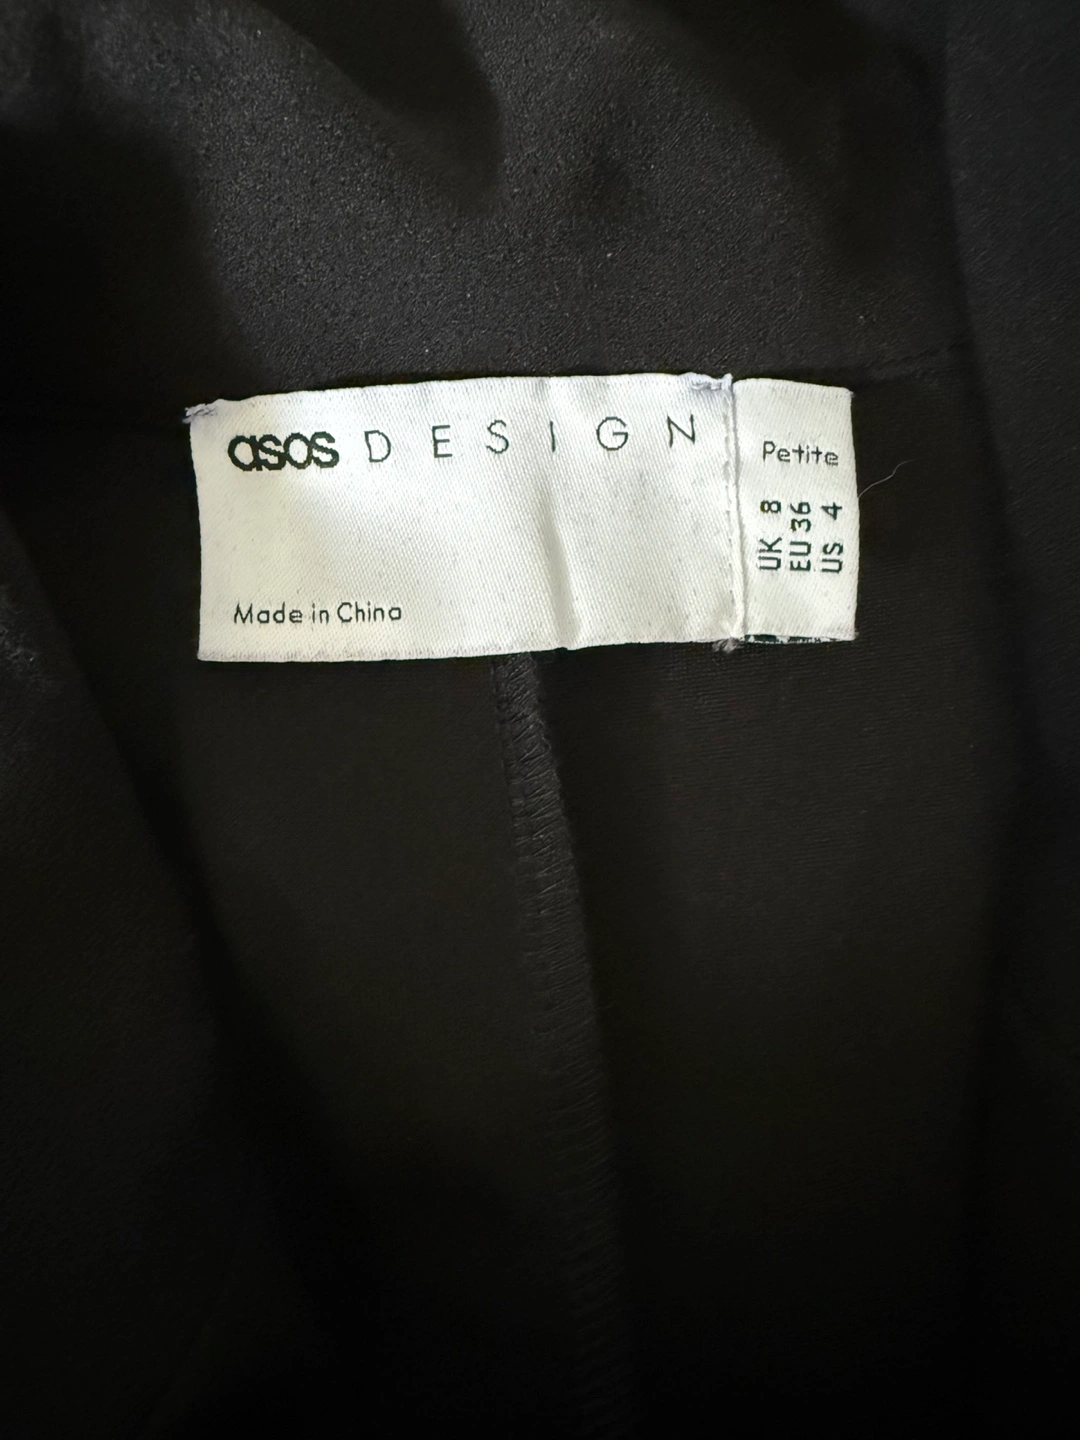 asos DESIGN
Made in China
Petite
UK 8
EU 36
US 4